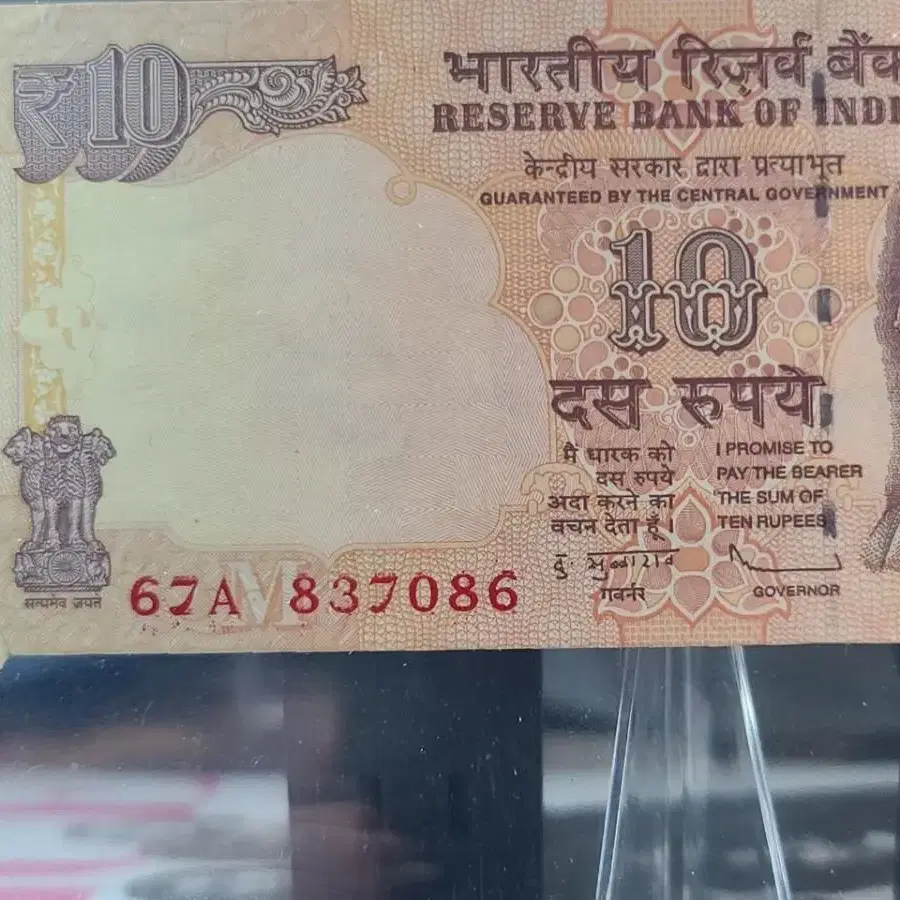 ₹10
भारतीय रिज़र्व बैंक
RESERVE BANK OF INDI
केन्द्रीय सरकार द्वारा प्रत्याभूत
GUARANTEED BY THE CENTRAL GOVERNMENT
10
दस रुपये
मैं धारक को
दस रुपये
अदा करने का
वचन देता हूँ।
I PROMISE TO
PAY THE BEARER
THE SUM OF
TEN RUPEES
दु. सुब्बाराव
गवर्नर
GOVERNOR
सत्यमेव जयते
67A M 837086